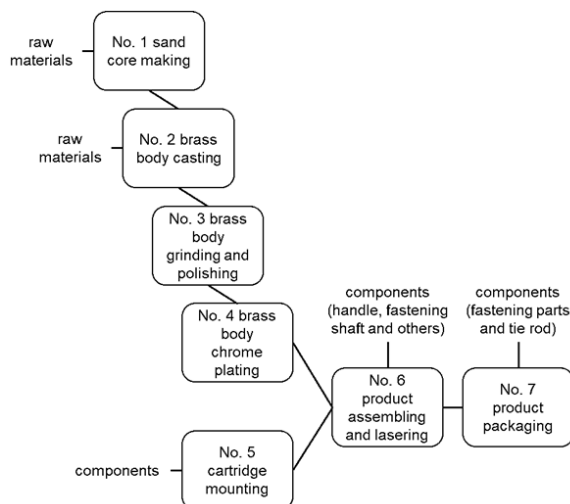 raw
materials
No. 1 sand
core making
raw
materials
No. 2 brass
body casting
No. 3 brass
body
grinding and
polishing
No. 4 brass
body
chrome
plating
components
(handle, fastening
shaft and others)
components
(fastening parts
and tie rod)
No. 6
product
assembling
and lasering
No. 7
product
packaging
components
No. 5
cartridge
mounting